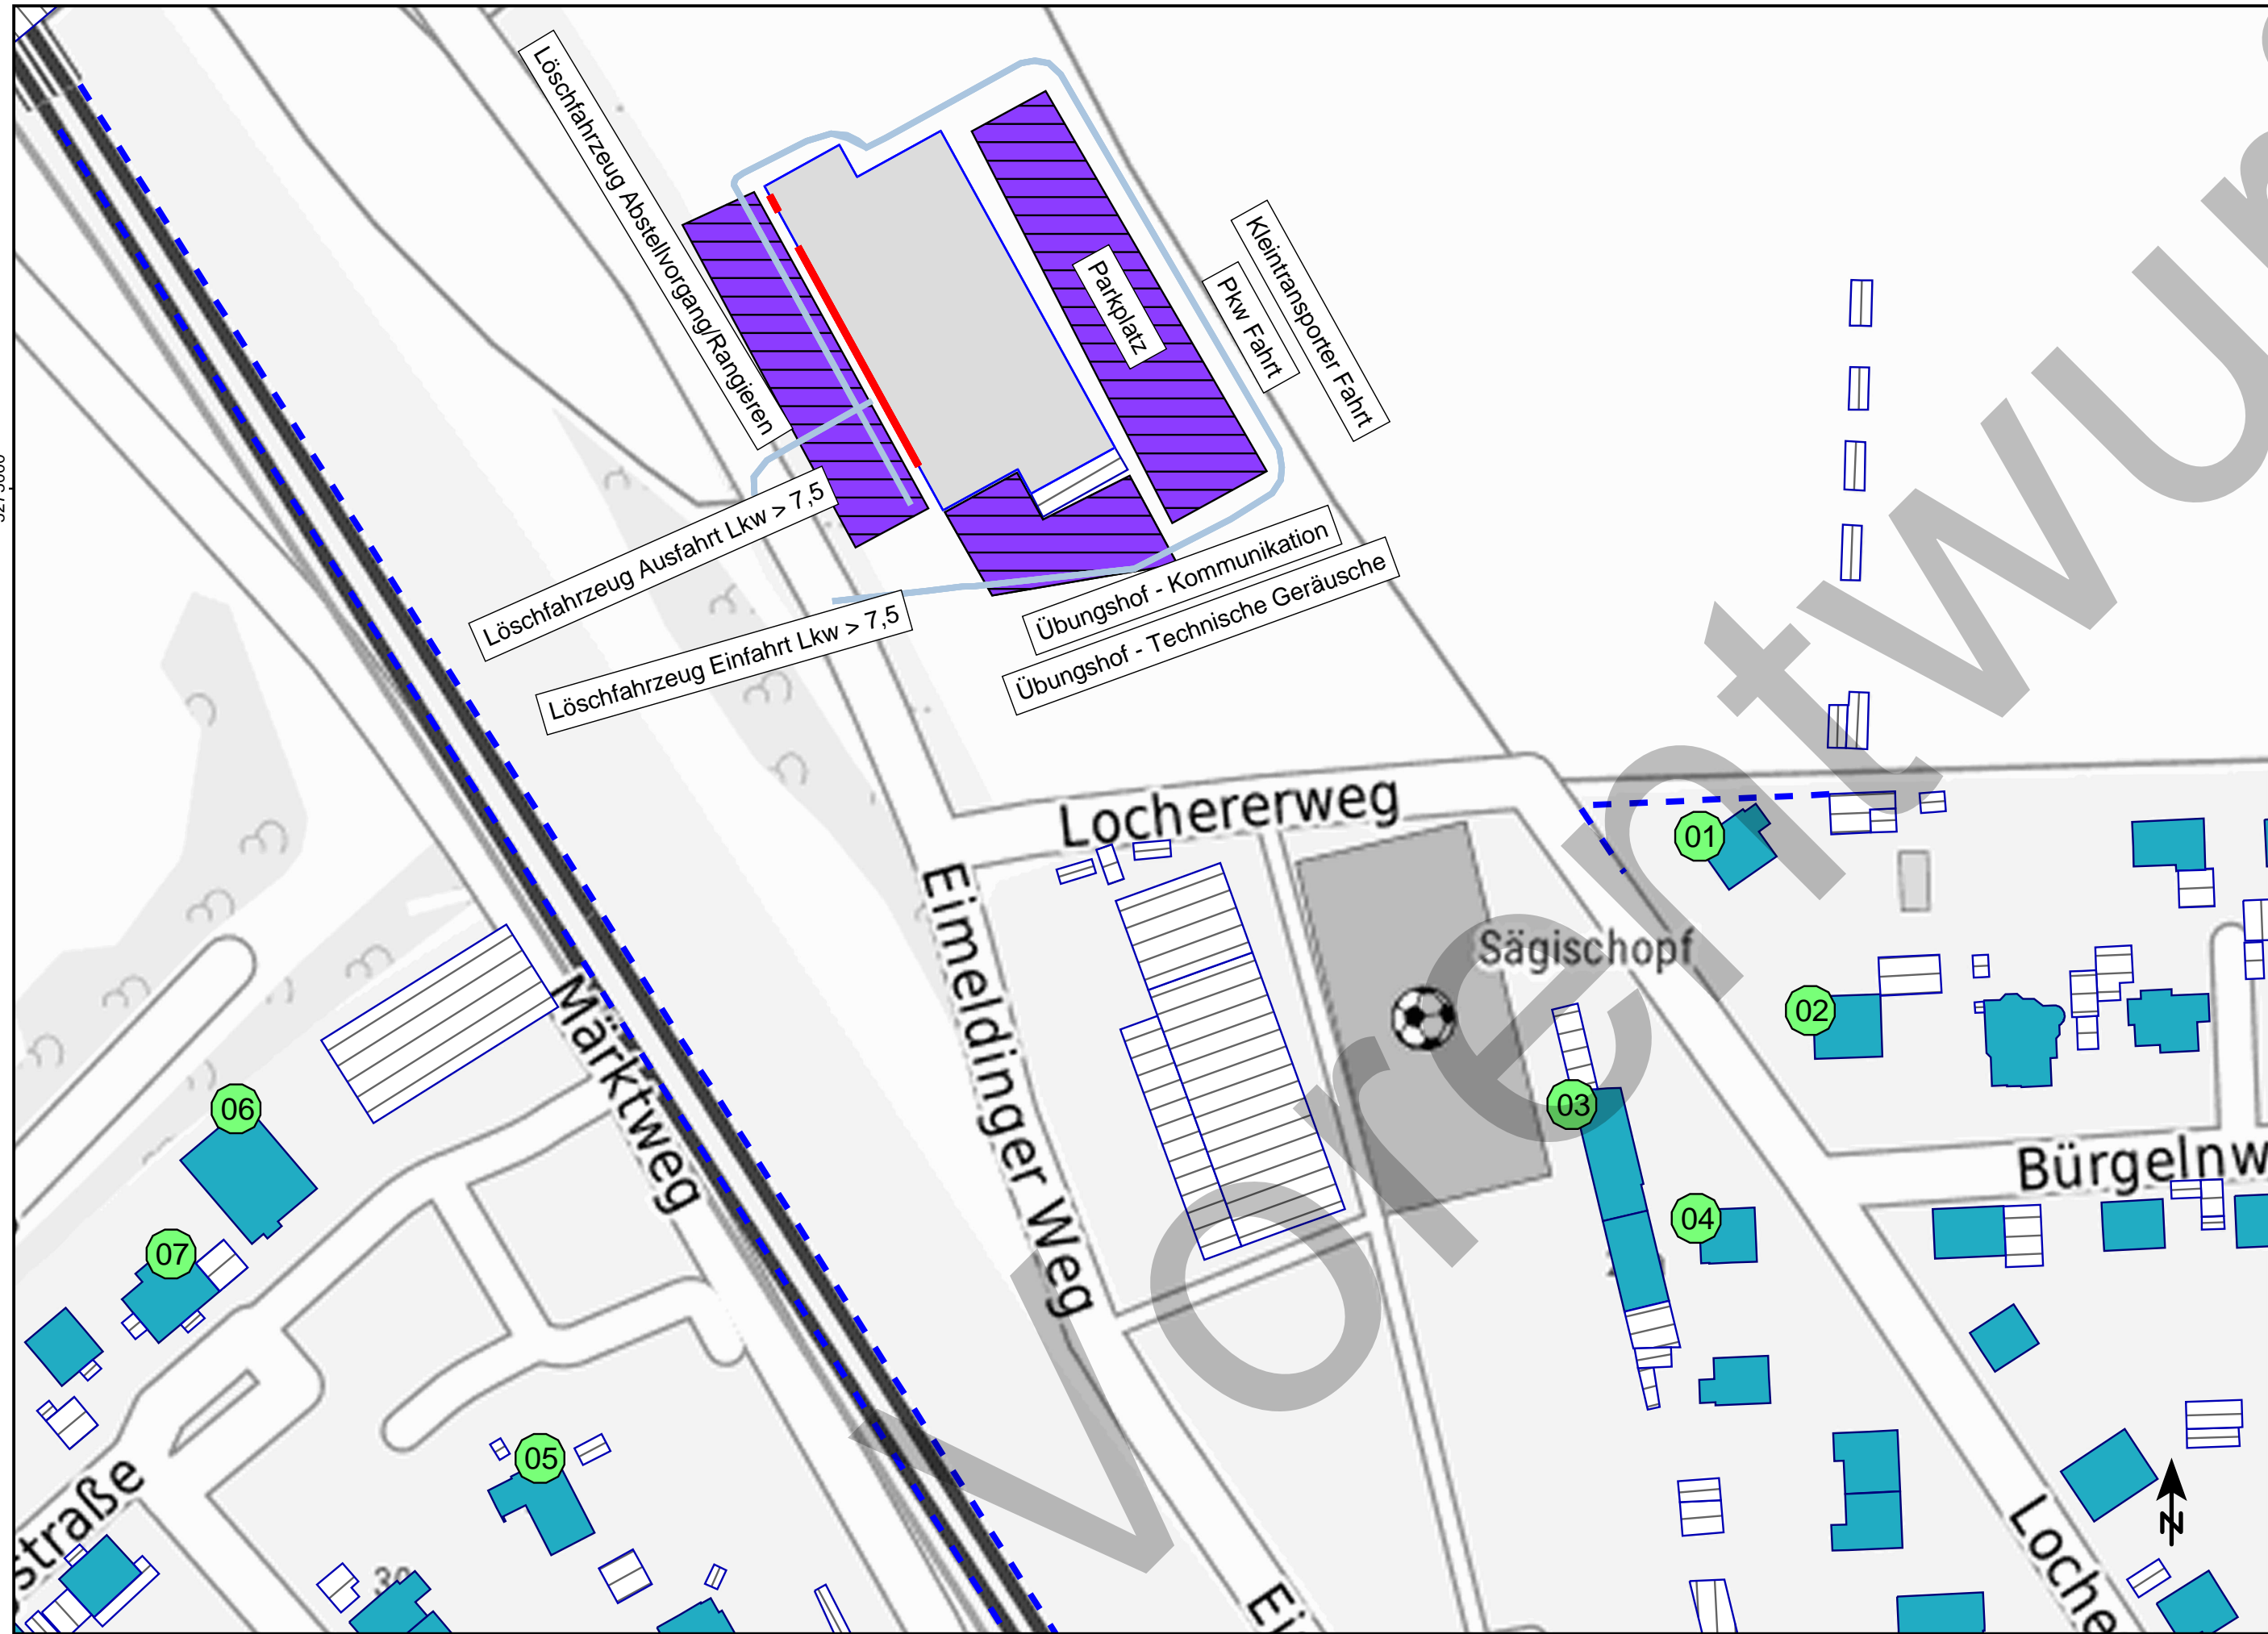 Löschfahrzeug Abstellvorgang/Rangieren
Parkplatz
Pkw Fahrt
Kleintransporter Fahrt
Löschfahrzeug Ausfahrt Lkw > 7,5
Löschfahrzeug Einfahrt Lkw > 7,5
Übungshof - Kommunikation
Übungshof - Technische Geräusche
Lochererweg
Eimeldinger Weg
Märktweg
Sägischopf
01
02
03
04
05
06
07
Bürgelnw
straße
30
Ei
Loche
N
Vorentwur